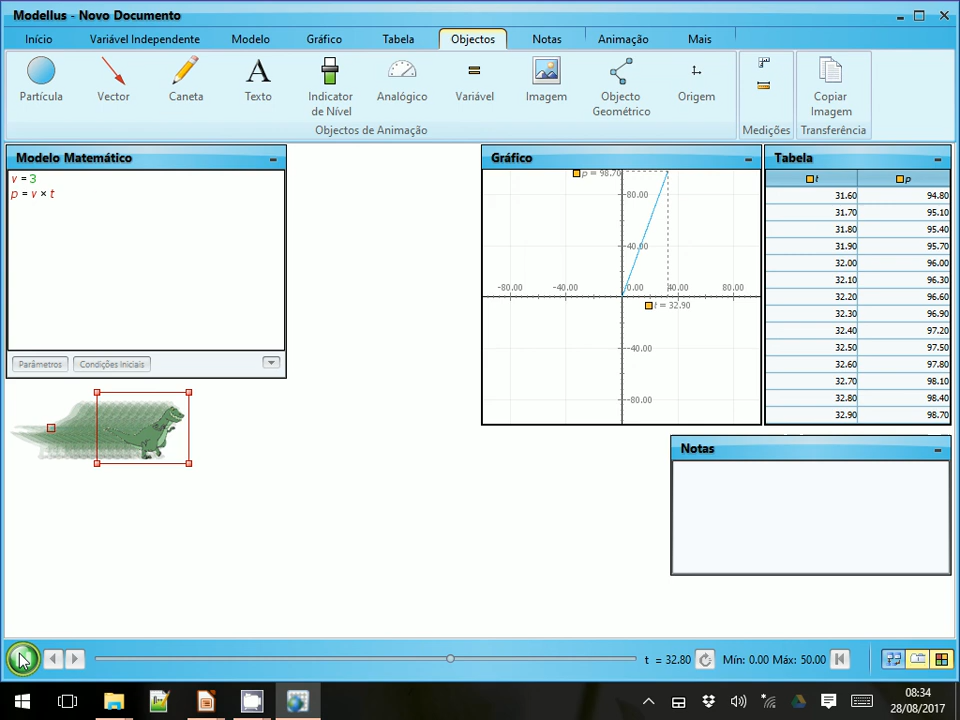 Modellus - Novo Documento
Início Variável Independente Modelo Gráfico Tabela Objectos Notas Animação Mais
Partícula Vector Caneta Texto Indicator de Nível Analógico Variável Imagem Objecto Geométrico Origem Copiar Imagem
Objectos de Animação Medições Transferência
Modelo Matemático
v = 3
p = v × t
Parâmetros Condições Iniciais
Gráfico
p = 98.70
80.00
40.00
-80.00 -40.00 0.00 40.00 80.00
t = 32.90
-40.00
-80.00
Tabela
t p
31.60 94.80
31.70 95.10
31.80 95.40
31.90 95.70
32.00 96.00
32.10 96.30
32.20 96.60
32.30 96.90
32.40 97.20
32.50 97.50
32.60 97.80
32.70 98.10
32.80 98.40
32.90 98.70
Notas
t = 32.80 Mín: 0.00 Máx: 50.00
08:34
28/08/2017